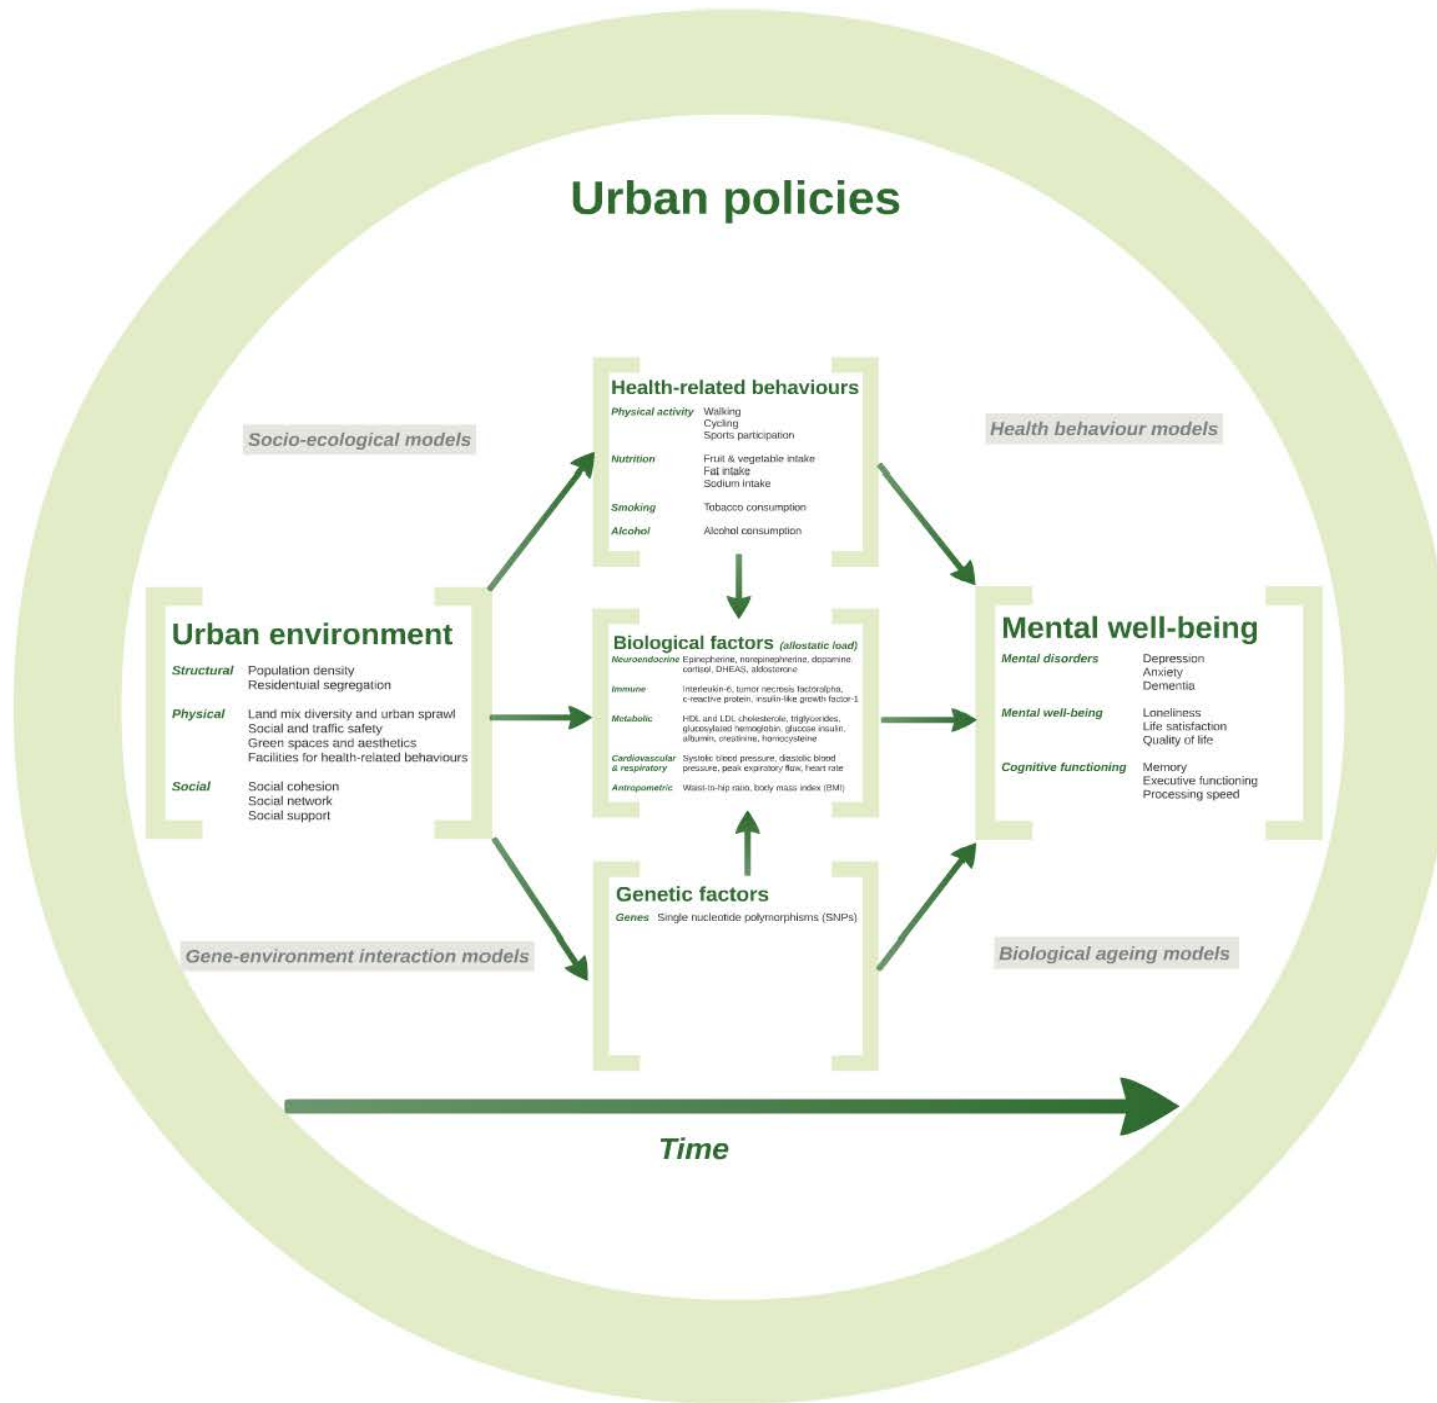 Urban policies
Socio-ecological models
Health behaviour models
Health-related behaviours
Physical activity Walking
Cycling
Sports participation
Nutrition Fruit & vegetable intake
Fat intake
Sodium intake
Smoking Tobacco consumption
Alcohol Alcohol consumption
Urban environment
Structural Population density
Residentuial segregation
Physical Land mix diversity and urban sprawl
Social and traffic safety
Green spaces and aesthetics
Facilities for health-related behaviours
Social Social cohesion
Social network
Social support
Biological factors (allostatic load)
Neuroendocrine Epinepherine, norepinephrerine, dopamine
cortisol, DHEAS, aldosterone
Immune Interleukin-6, tumor necrosis factoralpha,
c-reactive protein, insulin-like growth factor-1
Metabolic HDL and LDL cholesterole, triglycerides,
glucosylated hemoglobin, glucose insulin,
albumin, creatinine, homocysteine
Cardiovascular Systolic blood pressure, diastolic blood
& respiratory pressure, peak expiratory flow, heart rate
Antropometric Waist-to-hip ratio, body mass index (BMI)
Mental well-being
Mental disorders Depression
Anxiety
Dementia
Mental well-being Loneliness
Life satisfaction
Quality of life
Cognitive functioning Memory
Executive functioning
Processing speed
Genetic factors
Genes Single nucleotide polymorphisms (SNPs)
Gene-environment interaction models
Biological ageing models
Time